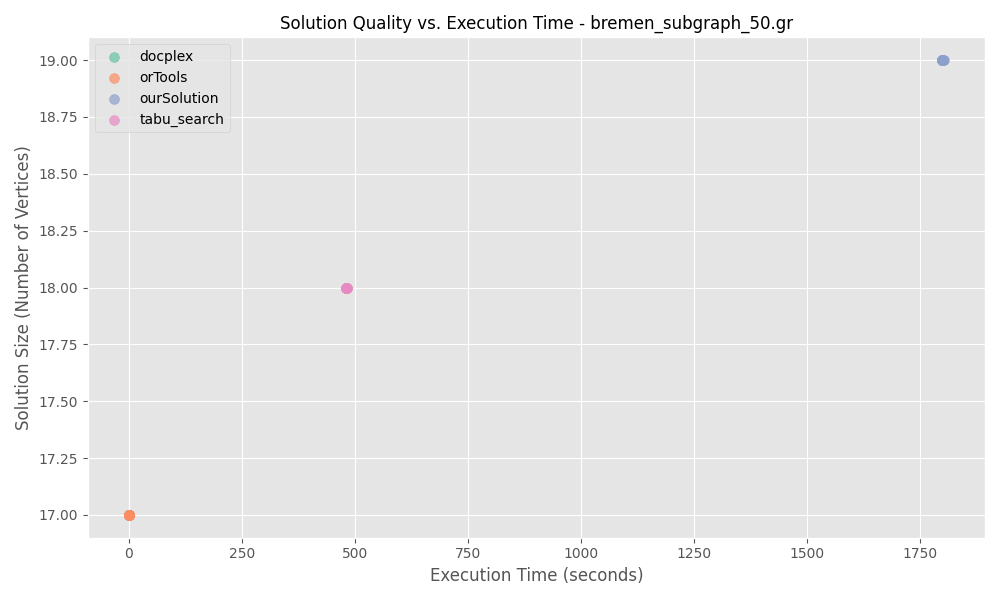 Solution Quality vs. Execution Time - bremen_subgraph_50.gr
docplex
orTools
ourSolution
tabu_search
Solution Size (Number of Vertices)
19.00
18.75
18.50
18.25
18.00
17.75
17.50
17.25
17.00
0 250 500 750 1000 1250 1500 1750
Execution Time (seconds)